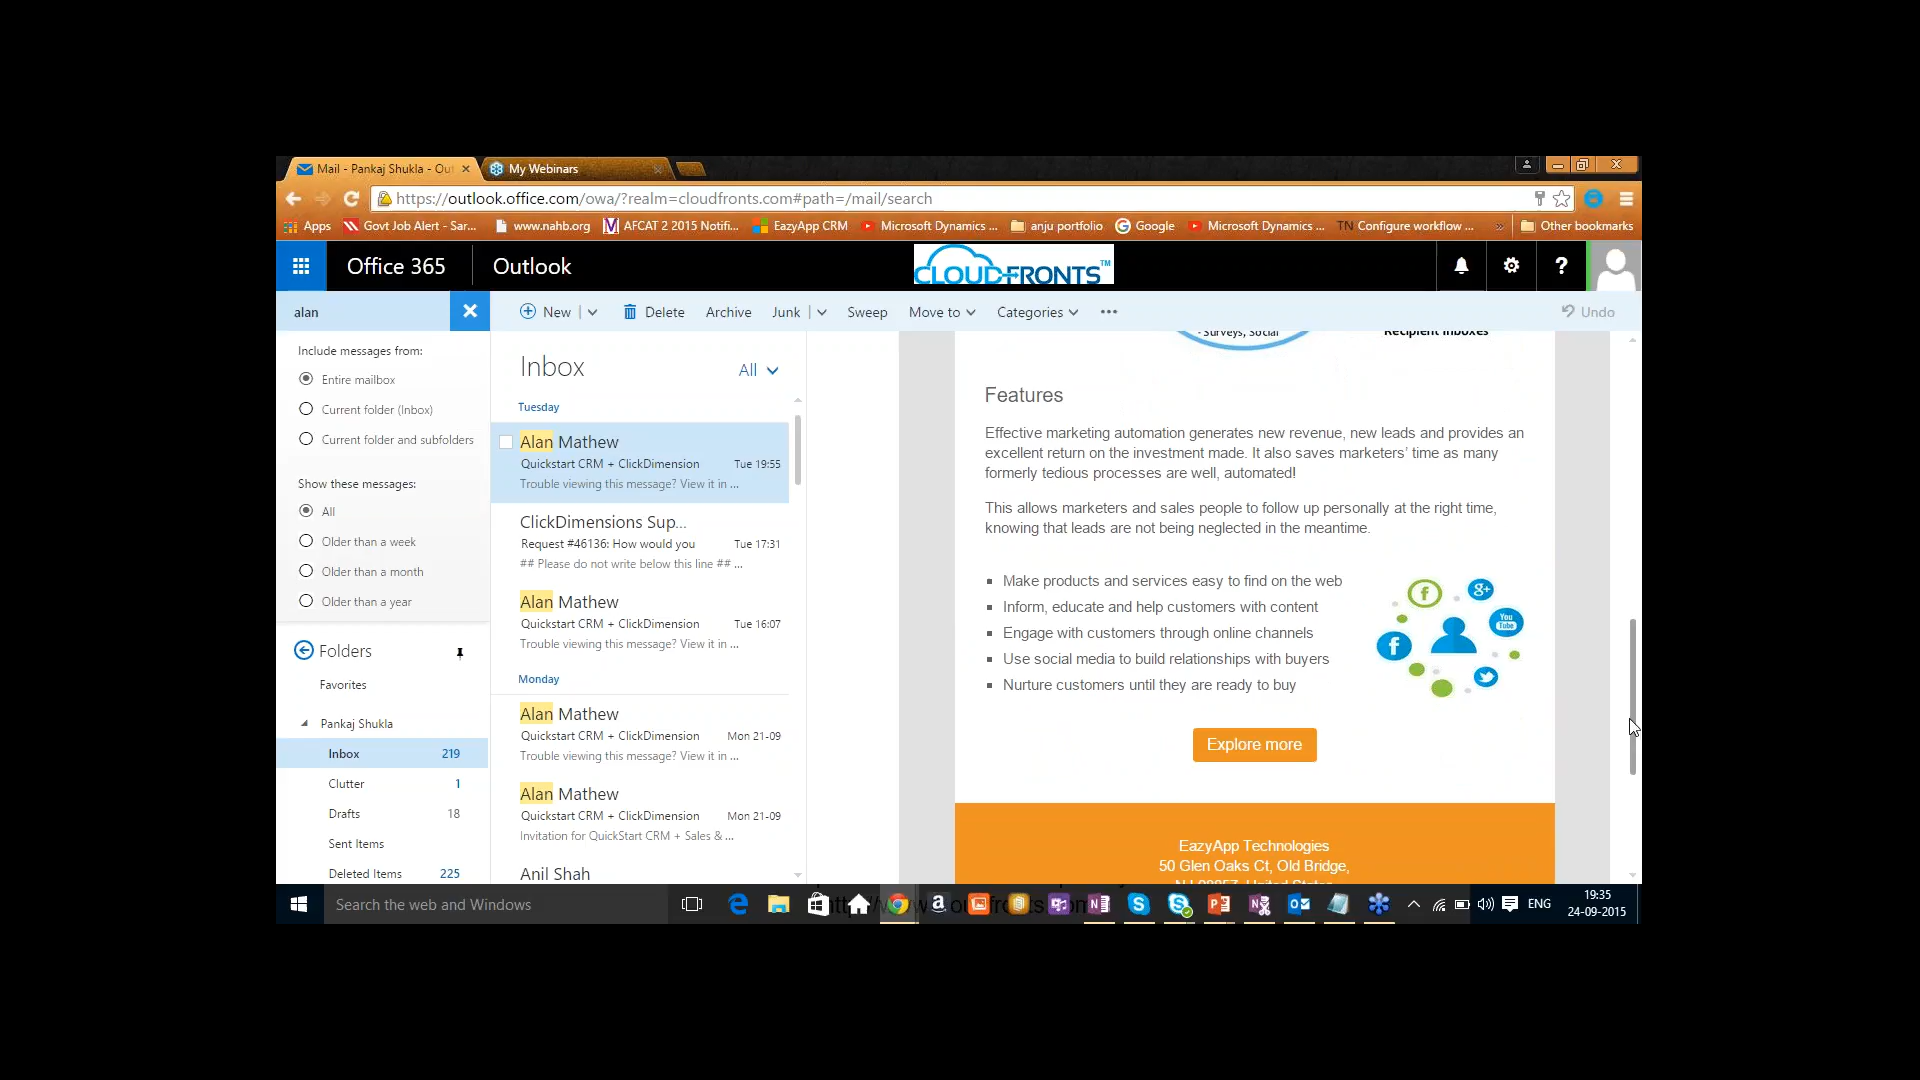 Mail - Pankaj Shukla - Out
My Webinars
https://outlook.office.com/owa/?realm=cloudfronts.com#path=/mail/search
Apps
Govt Job Alert - Sar...
www.nahb.org
AFCAT 2 2015 Notifi...
EazyApp CRM
Microsoft Dynamics ...
anju portfolio
Google
Microsoft Dynamics ...
TN Configure workflow ...
»
Other bookmarks
Office 365
Outlook
CLOUD-FRONTS™
?
alan
New
Delete
Archive
Junk
Sweep
Move to
Categories
•••
Undo
Include messages from:
Entire mailbox
Current folder (Inbox)
Current folder and subfolders
Show these messages:
All
Older than a week
Older than a month
Older than a year
Folders
Favorites
Pankaj Shukla
Inbox 219
Clutter 1
Drafts 18
Sent Items
Deleted Items 225
Inbox
All
Tuesday
Alan Mathew
Quickstart CRM + ClickDimension Tue 19:55
Trouble viewing this message? View it in ...
ClickDimensions Sup...
Request #46136: How would you Tue 17:31
## Please do not write below this line ## ...
Alan Mathew
Quickstart CRM + ClickDimension Tue 16:07
Trouble viewing this message? View it in ...
Monday
Alan Mathew
Quickstart CRM + ClickDimension Mon 21-09
Trouble viewing this message? View it in ...
Alan Mathew
Quickstart CRM + ClickDimension Mon 21-09
Invitation for QuickStart CRM + Sales & ...
Anil Shah
- Surveys, Social
Recipient Inboxes
Features
Effective marketing automation generates new revenue, new leads and provides an
excellent return on the investment made. It also saves marketers’ time as many
formerly tedious processes are well, automated!
This allows marketers and sales people to follow up personally at the right time,
knowing that leads are not being neglected in the meantime.
Make products and services easy to find on the web
Inform, educate and help customers with content
Engage with customers through online channels
Use social media to build relationships with buyers
Nurture customers until they are ready to buy
f
g+
You
Tube
f
Explore more
EazyApp Technologies
50 Glen Oaks Ct, Old Bridge,
Search the web and Windows
ENG
19:35
24-09-2015